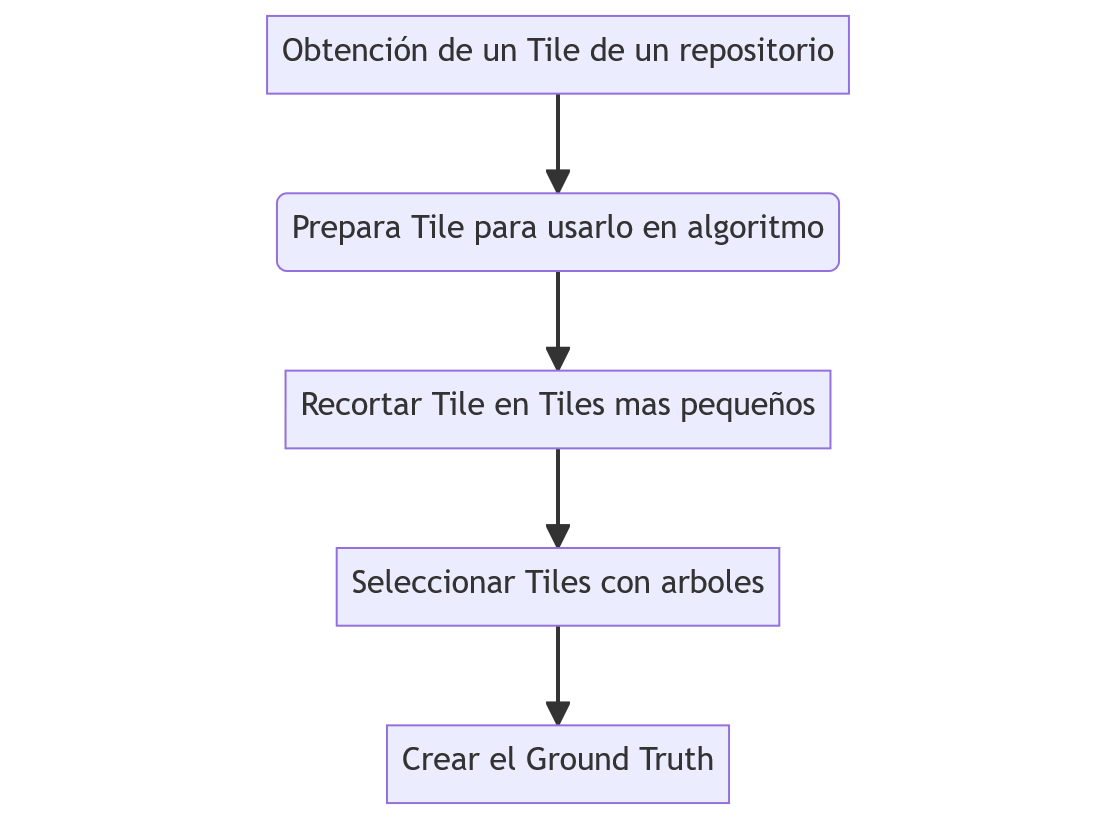 Obtención de un Tile de un repositorio
Prepara Tile para usarlo en algoritmo
Recortar Tile en Tiles mas pequeños
Seleccionar Tiles con arboles
Crear el Ground Truth